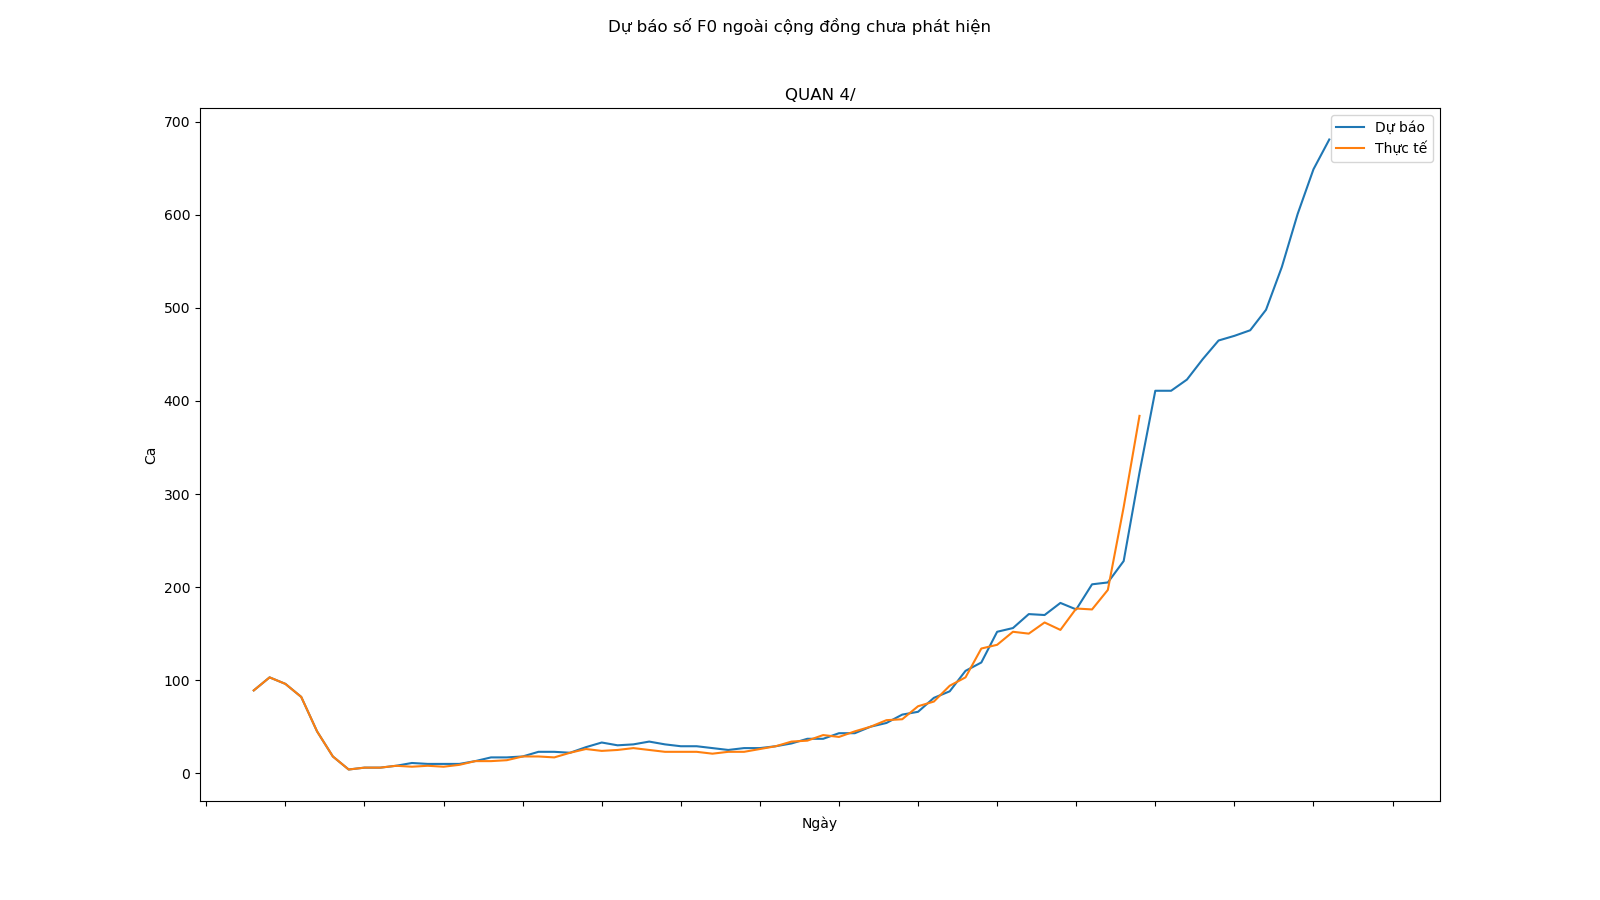 Dự báo số F0 ngoài cộng đồng chưa phát hiện
QUAN 4/
700
600
500
400
300
200
100
0
Ca
Ngày
Dự báo
Thực tế